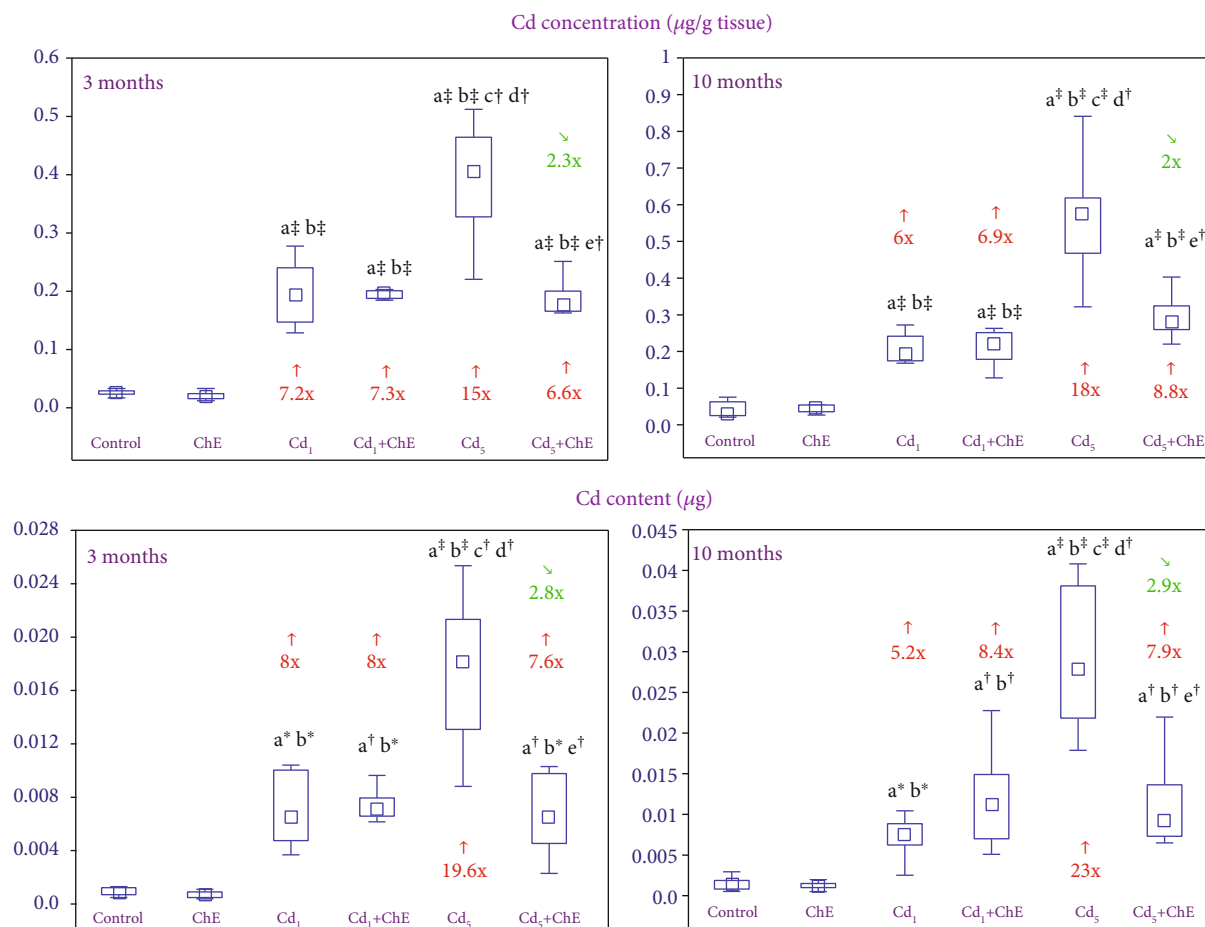 Cd concentration (µg/g tissue)
3 months
0.6
0.5
0.4
0.3
0.2
0.1
0.0
a‡ b‡
a‡ b‡
a‡ b‡ c† d†
↘
2.3x
a‡ b‡ e†
↑ ↑ ↑ ↑
7.2x 7.3x 15x 6.6x
Control ChE Cd₁ Cd₁+ChE Cd₅ Cd₅+ChE
10 months
1
0.9
0.8
0.7
0.6
0.5
0.4
0.3
0.2
0.1
0.0
a‡ b‡ c‡ d†
↘
2x
↑ ↑
6x 6.9x
a‡ b‡ e†
a‡ b‡ a‡ b‡
↑ ↑
18x 8.8x
Control ChE Cd₁ Cd₁+ChE Cd₅ Cd₅+ChE
Cd content (µg)
3 months
0.028
0.024
0.020
0.016
0.012
0.008
0.004
0.0
a‡ b‡ c† d†
↘
2.8x
↑ ↑ ↑
8x 8x 7.6x
a* b* a† b* a† b* e†
↑
19.6x
Control ChE Cd₁ Cd₁+ChE Cd₅ Cd₅+ChE
10 months
0.045
0.04
0.035
0.030
0.025
0.020
0.015
0.010
0.005
0.0
a‡ b‡ c‡ d†
↘
2.9x
↑ ↑ ↑
5.2x 8.4x 7.9x
a† b† a† b† e†
a* b*
↑
23x
Control ChE Cd₁ Cd₁+ChE Cd₅ Cd₅+ChE